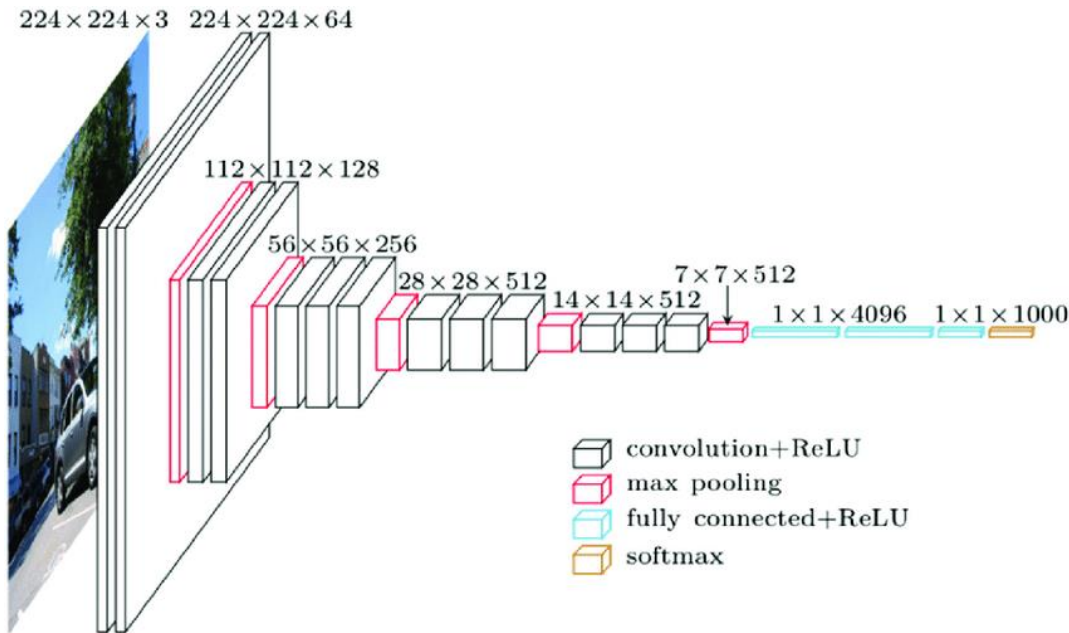 224 × 224 × 3
224 × 224 × 64
112 × 112 × 128
56 × 56 × 256
28 × 28 × 512
14 × 14 × 512
7 × 7 × 512
1 × 1 × 4096
1 × 1 × 1000
convolution+ReLU
max pooling
fully connected+ReLU
softmax